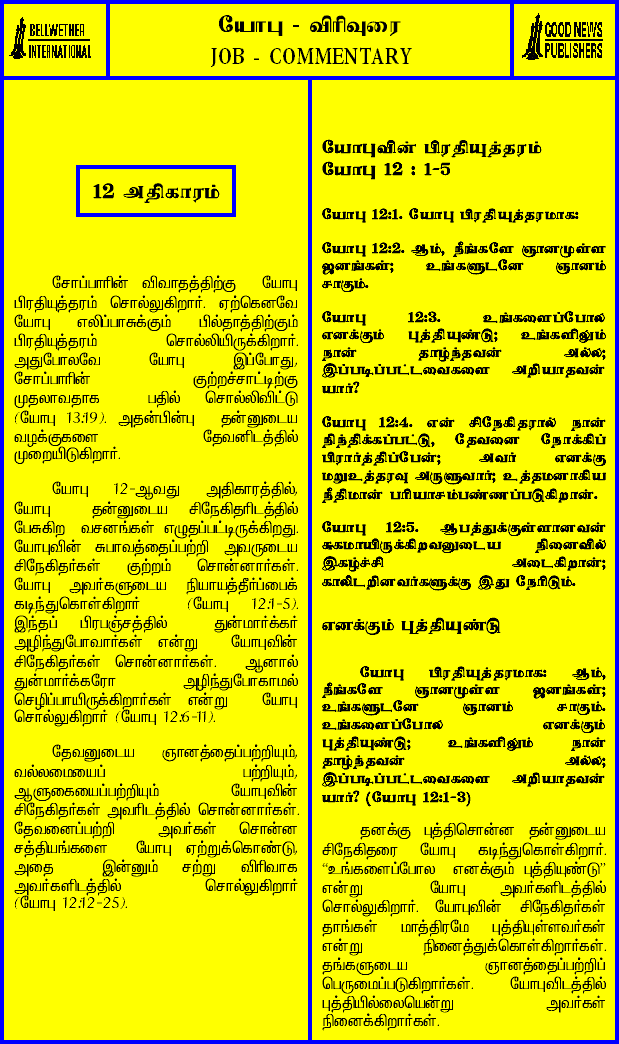 BELLWETHER
INTERNATIONAL
யோபு - விரிவுரை
JOB - COMMENTARY
GOOD NEWS
PUBLISHERS
12 அதிகாரம்
சோப்பாரின் விவாதத்திற்கு யோபு
பிரதியுத்தரம் சொல்லுகிறார். ஏற்கெனவே
யோபு எலிப்பாசுக்கும் பில்தாத்திற்கும்
பிரதியுத்தரம் சொல்லியிருக்கிறார்.
அதுபோலவே யோபு இப்போது,
சோப்பாரின் குற்றச்சாட்டிற்கு
முதலாவதாக பதில் சொல்லிவிட்டு
(யோபு 13:19). அதன்பின்பு தன்னுடைய
வழக்குகளை தேவனிடத்தில்
முறையிடுகிறார்.
யோபு 12-ஆவது அதிகாரத்தில்,
யோபு தன்னுடைய சிநேகிதரிடத்தில்
பேசுகிற வசனங்கள் எழுதப்பட்டிருக்கிறது.
யோபுவின் சுபாவத்தைப்பற்றி அவருடைய
சிநேகிதர்கள் குற்றம் சொன்னார்கள்.
யோபு அவர்களுடைய நியாயத்தீர்ப்பைக்
கடிந்துகொள்கிறார் (யோபு 12:1-5).
இந்தப் பிரபஞ்சத்தில் துன்மார்க்கர்
அழிந்துபோவார்கள் என்று யோபுவின்
சிநேகிதர்கள் சொன்னார்கள். ஆனால்
துன்மார்க்கரோ அழிந்துபோகாமல்
செழிப்பாயிருக்கிறார்கள் என்று யோபு
சொல்லுகிறார் (யோபு 12:6-11).
தேவனுடைய ஞானத்தைப்பற்றியும்,
வல்லமையைப் பற்றியும்,
ஆளுகையைப்பற்றியும் யோபுவின்
சிநேகிதர்கள் அவரிடத்தில் சொன்னார்கள்.
தேவனைப்பற்றி அவர்கள் சொன்ன
சத்தியங்களை யோபு ஏற்றுக்கொண்டு,
அதை இன்னும் சற்று விரிவாக
அவர்களிடத்தில் சொல்லுகிறார்
(யோபு 12:12-25).
யோபுவின் பிரதியுத்தரம்
யோபு 12 : 1-5
யோபு 12:1. யோபு பிரதியுத்தரமாக:
யோபு 12:2. ஆம், நீங்களே ஞானமுள்ள
ஜனங்கள்; உங்களுடனே ஞானம்
சாகும்.
யோபு 12:3. உங்களைப்போல
எனக்கும் புத்தியுண்டு; உங்களிலும்
நான் தாழ்ந்தவன் அல்ல;
இப்படிப்பட்டவைகளை அறியாதவன்
யார்?
யோபு 12:4. என் சிநேகிதரால் நான்
நிந்திக்கப்பட்டு, தேவனை நோக்கிப்
பிரார்த்திப்பேன்; அவர் எனக்கு
மறுஉத்தரவு அருளுவார்; உத்தமனாகிய
நீதிமான் பரியாசம்பண்ணப்படுகிறான்.
யோபு 12:5. ஆபத்துக்குள்ளானவன்
சுகமாயிருக்கிறவனுடைய நினைவில்
இகழ்ச்சி அடைகிறான்;
காலிடறினவர்களுக்கு இது நேரிடும்.
எனக்கும் புத்தியுண்டு
யோபு பிரதியுத்தரமாக: ஆம்,
நீங்களே ஞானமுள்ள ஜனங்கள்;
உங்களுடனே ஞானம் சாகும்.
உங்களைப்போல எனக்கும்
புத்தியுண்டு; உங்களிலும் நான்
தாழ்ந்தவன் அல்ல;
இப்படிப்பட்டவைகளை அறியாதவன்
யார்? (யோபு 12:1-3)
தனக்கு புத்திசொன்ன தன்னுடைய
சிநேகிதரை யோபு கடிந்துகொள்கிறார்.
“உங்களைப்போல எனக்கும் புத்தியுண்டு”
என்று யோபு அவர்களிடத்தில்
சொல்லுகிறார். யோபுவின் சிநேகிதர்கள்
தாங்கள் மாத்திரமே புத்தியுள்ளவர்கள்
என்று நினைத்துக்கொள்கிறார்கள்.
தங்களுடைய ஞானத்தைப்பற்றிப்
பெருமைப்படுகிறார்கள். யோபுவிடத்தில்
புத்தியில்லையென்று அவர்கள்
நினைக்கிறார்கள்.